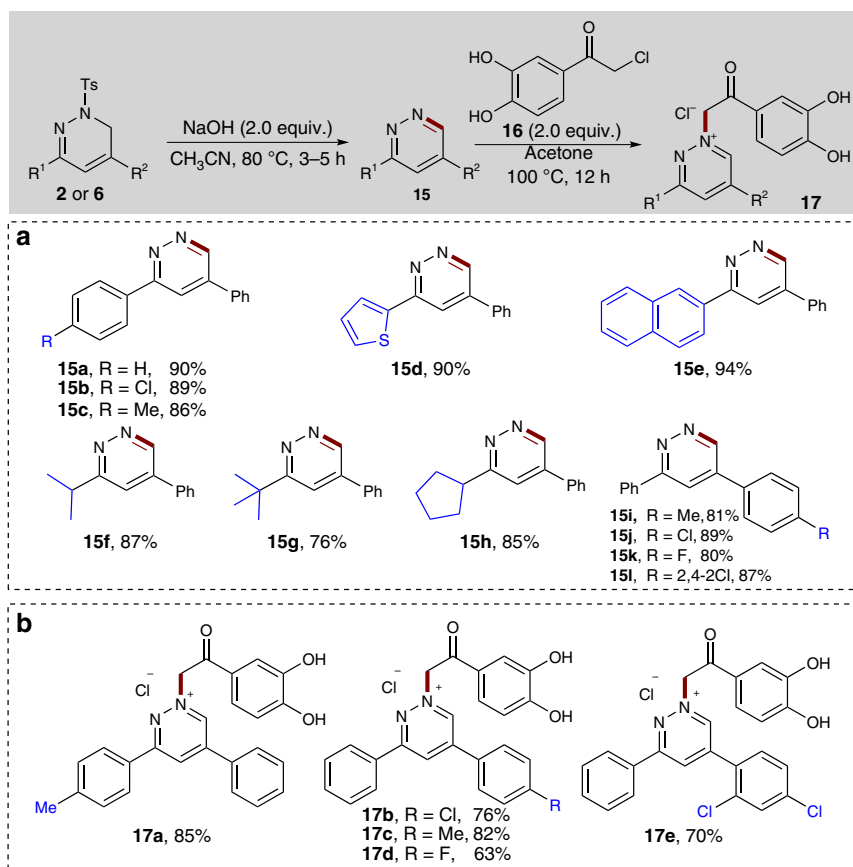 Ts
N
N
R1
R2
2 or 6
NaOH (2.0 equiv.)
CH3CN, 80 °C, 3–5 h
N
N
R1
R2
15
O
HO
Cl
HO
16 (2.0 equiv.)
Acetone
100 °C, 12 h
O
OH
Cl−
OH
N+
N
R1
R2
17
a
N
N
Ph
R
15a, R = H, 90%
15b, R = Cl, 89%
15c, R = Me, 86%
N
N
Ph
S
15d, 90%
N
N
Ph
15e, 94%
N
N
Ph
15f, 87%
N
N
Ph
15g, 76%
N
N
Ph
15h, 85%
N
N
Ph
R
15i, R = Me, 81%
15j, R = Cl, 89%
15k, R = F, 80%
15l, R = 2,4-2Cl, 87%
b
O
OH
Cl−
OH
N+
N
Me
17a, 85%
O
OH
Cl−
OH
N+
N
R
17b, R = Cl, 76%
17c, R = Me, 82%
17d, R = F, 63%
O
OH
Cl−
OH
N+
N
Cl
Cl
17e, 70%